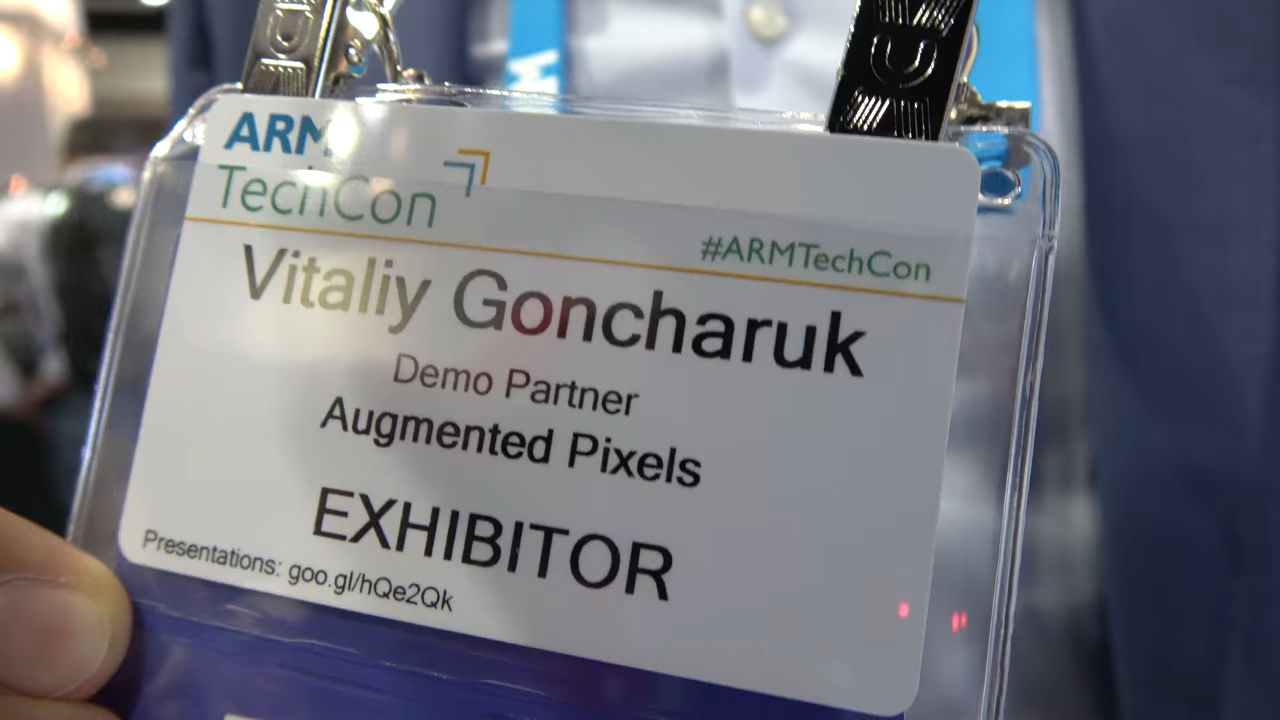 ARM
TechCon
#ARMTechCon
Vitaliy Goncharuk
Demo Partner
Augmented Pixels
EXHIBITOR
Presentations: goo.gl/hQe2Qk